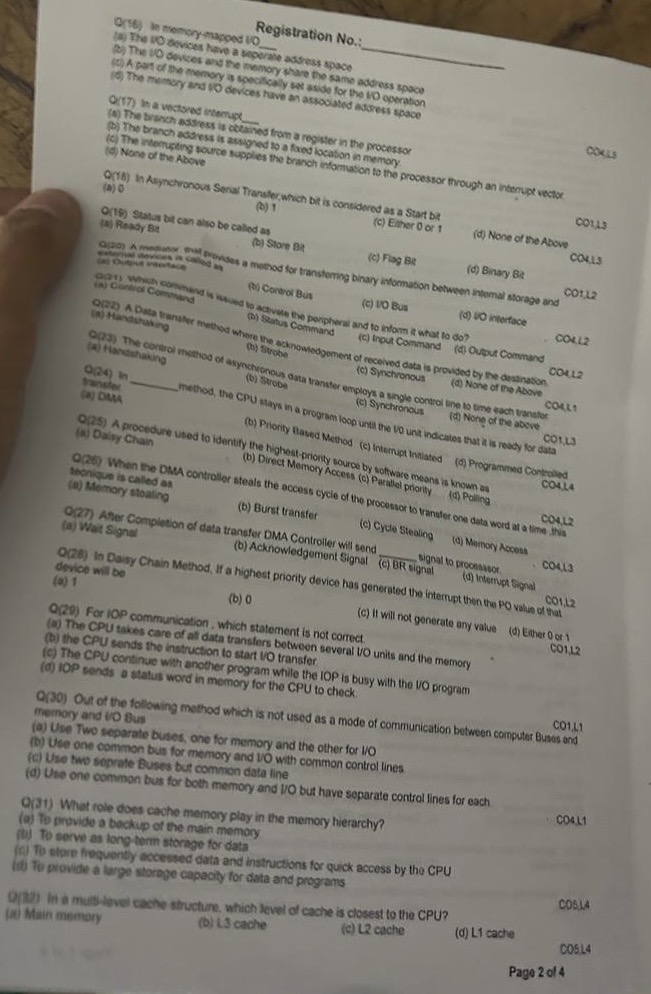 Registration No.:
Q(16) In memory-mapped I/O____
(a) The I/O devices have a seperate address space
(b) The I/O devices and the memory share the same address space
(c) A part of the memory is specifically set aside for the I/O operation
(d) The memory and I/O devices have an associated address space
CO4,L5
Q(17) In a vectored interrupt____
(a) The branch address is obtained from a register in the processor
(b) The branch address is assigned to a fixed location in memory.
(c) The interrupting source supplies the branch information to the processor through an interrupt vector
(d) None of the Above
CO1,L3
Q(18) In Asynchronous Serial Transfer,which bit is considered as a Start bit
(a) 0 (b) 1 (c) Either 0 or 1 (d) None of the Above
CO4,L3
Q(19) Status bit can also be called as
(a) Ready Bit (b) Store Bit (c) Flag Bit (d) Binary Bit
CO1,L2
Q(20) A mediator that provides a method for transferring binary information between internal storage and
external devices is called as
(a) Output interface (b) Control Bus (c) I/O Bus (d) I/O interface
CO4,L2
Q(21) Which command is issued to activate the peripheral and to inform it what to do?
(a) Control Command (b) Status Command (c) Input Command (d) Output Command
CO4,L2
Q(22) A Data transfer method where the acknowledgement of received data is provided by the destination.
(a) Handshaking (b) Strobe (c) Synchronous (d) None of the Above
CO4,L1
Q(23) The control method of asynchronous data transfer employs a single control line to time each transfer
(a) Handshaking (b) Strobe (c) Synchronous (d) None of the above
CO1,L3
Q(24) In ________method, the CPU stays in a program loop until the I/O unit indicates that it is ready for data
transfer
(a) DMA (b) Priority Based Method (c) Interrupt Initiated (d) Programmed Controlled
CO4,L4
Q(25) A procedure used to identify the highest-priority source by software means is known as
(a) Daisy Chain (b) Direct Memory Access (c) Parallel priority (d) Polling
CO4,L2
Q(26) When the DMA controller steals the access cycle of the processor to transfer one data word at a time ,this
tecnique is called as
(a) Memory stealing (b) Burst transfer (c) Cycle Stealing (d) Memory Access
CO4,L3
Q(27) After Completion of data transfer DMA Controller will send ______ signal to processsor.
(a) Wait Signal (b) Acknowledgement Signal (c) BR signal (d) Interrupt Signal
CO1,L2
Q(28) In Daisy Chain Method, If a highest priority device has generated the interrupt then the PO value of that
device will be
(a) 1 (b) 0 (c) It will not generate any value (d) Either 0 or 1
CO1,L2
Q(29) For IOP communication , which statement is not correct.
(a) The CPU takes care of all data transfers between several I/O units and the memory
(b) the CPU sends the instruction to start I/O transfer.
(c) The CPU continue with another program while the IOP is busy with the I/O program
(d) IOP sends a status word in memory for the CPU to check.
CO1,L1
Q(30) Out of the following method which is not used as a mode of communication between computer Buses and
memory and I/O Bus
(a) Use Two separate buses, one for memory and the other for I/O
(b) Use one common bus for memory and I/O with common control lines
(c) Use two seprate Buses but common data line
(d) Use one common bus for both memory and I/O but have separate control lines for each
CO4,L1
Q(31) What role does cache memory play in the memory hierarchy?
(a) To provide a backup of the main memory
(b) To serve as long-term storage for data
(c) To store frequently accessed data and instructions for quick access by the CPU
(d) To provide a large storage capacity for data and programs
CO5,L4
Q(32) In a multi-level cache structure, which level of cache is closest to the CPU?
(a) Main memory (b) L3 cache (c) L2 cache (d) L1 cache
CO5,L4
Page 2 of 4